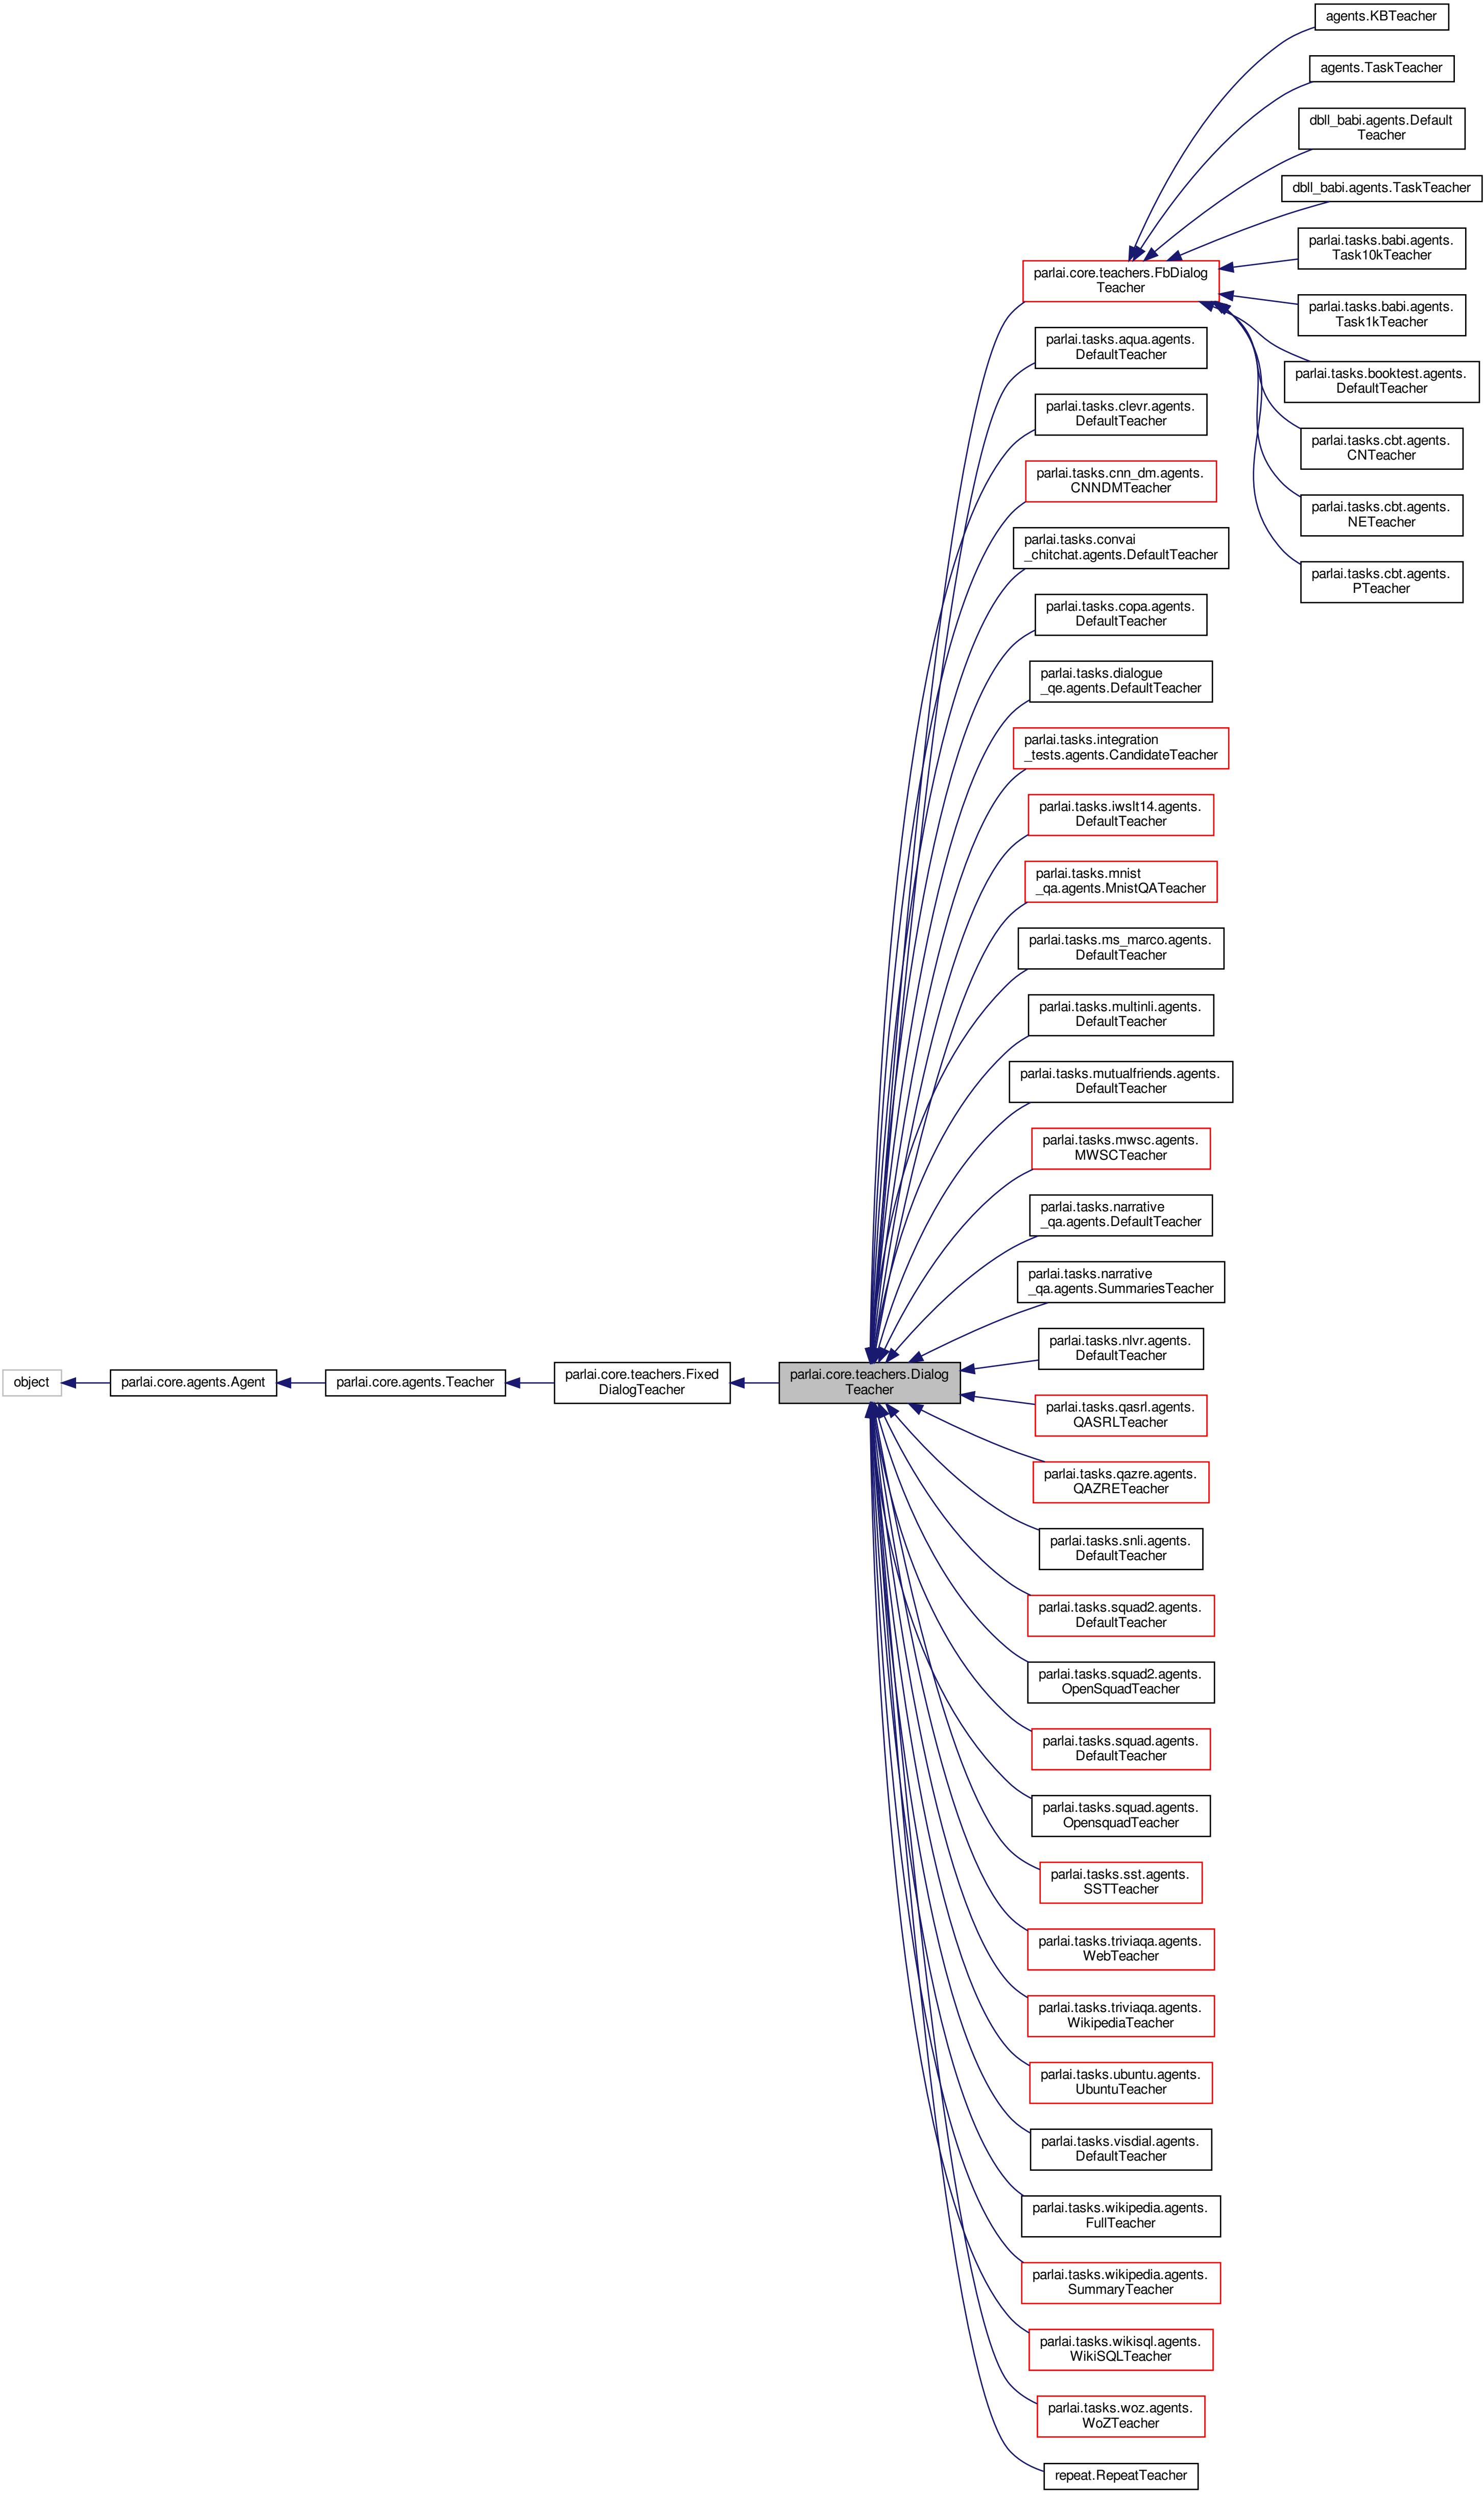 agents.KBTeacher
agents.TaskTeacher
dbll_babi.agents.Default
Teacher
dbll_babi.agents.TaskTeacher
parlai.tasks.babi.agents.
Task10kTeacher
parlai.core.teachers.FbDialog
Teacher
parlai.tasks.babi.agents.
Task1kTeacher
parlai.tasks.aqua.agents.
DefaultTeacher
parlai.tasks.booktest.agents.
DefaultTeacher
parlai.tasks.clevr.agents.
DefaultTeacher
parlai.tasks.cbt.agents.
CNTeacher
parlai.tasks.cnn_dm.agents.
CNNDMTeacher
parlai.tasks.cbt.agents.
NETeacher
parlai.tasks.convai
_chitchat.agents.DefaultTeacher
parlai.tasks.cbt.agents.
PTeacher
parlai.tasks.copa.agents.
DefaultTeacher
parlai.tasks.dialogue
_qe.agents.DefaultTeacher
parlai.tasks.integration
_tests.agents.CandidateTeacher
parlai.tasks.iwslt14.agents.
DefaultTeacher
parlai.tasks.mnist
_qa.agents.MnistQATeacher
parlai.tasks.ms_marco.agents.
DefaultTeacher
parlai.tasks.multinli.agents.
DefaultTeacher
parlai.tasks.mutualfriends.agents.
DefaultTeacher
parlai.tasks.mwsc.agents.
MWSCTeacher
parlai.tasks.narrative
_qa.agents.DefaultTeacher
parlai.tasks.narrative
_qa.agents.SummariesTeacher
parlai.tasks.nlvr.agents.
DefaultTeacher
object
parlai.core.agents.Agent
parlai.core.agents.Teacher
parlai.core.teachers.Fixed
DialogTeacher
parlai.core.teachers.Dialog
Teacher
parlai.tasks.qasrl.agents.
QASRLTeacher
parlai.tasks.qazre.agents.
QAZRETeacher
parlai.tasks.snli.agents.
DefaultTeacher
parlai.tasks.squad2.agents.
DefaultTeacher
parlai.tasks.squad2.agents.
OpenSquadTeacher
parlai.tasks.squad.agents.
DefaultTeacher
parlai.tasks.squad.agents.
OpensquadTeacher
parlai.tasks.sst.agents.
SSTTeacher
parlai.tasks.triviaqa.agents.
WebTeacher
parlai.tasks.triviaqa.agents.
WikipediaTeacher
parlai.tasks.ubuntu.agents.
UbuntuTeacher
parlai.tasks.visdial.agents.
DefaultTeacher
parlai.tasks.wikipedia.agents.
FullTeacher
parlai.tasks.wikipedia.agents.
SummaryTeacher
parlai.tasks.wikisql.agents.
WikiSQLTeacher
parlai.tasks.woz.agents.
WoZTeacher
repeat.RepeatTeacher